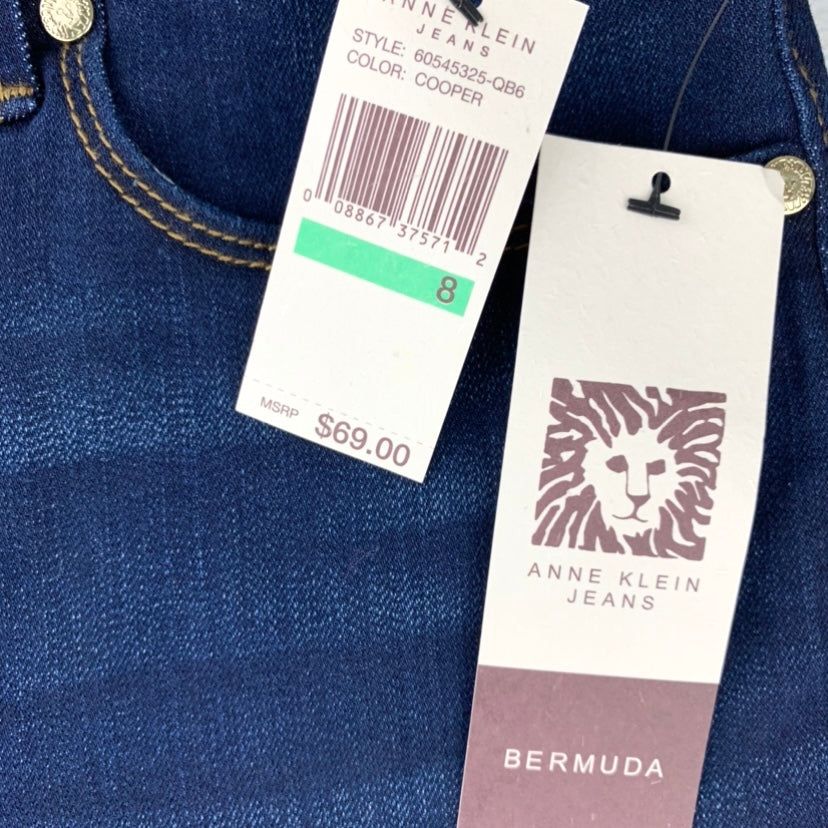 ANNE KLEIN
JEANS
STYLE: 60545325-QB6
COLOR: COOPER
0 08867 37571 2
8
MSRP $69.00
ANNE KLEIN
JEANS
BERMUDA